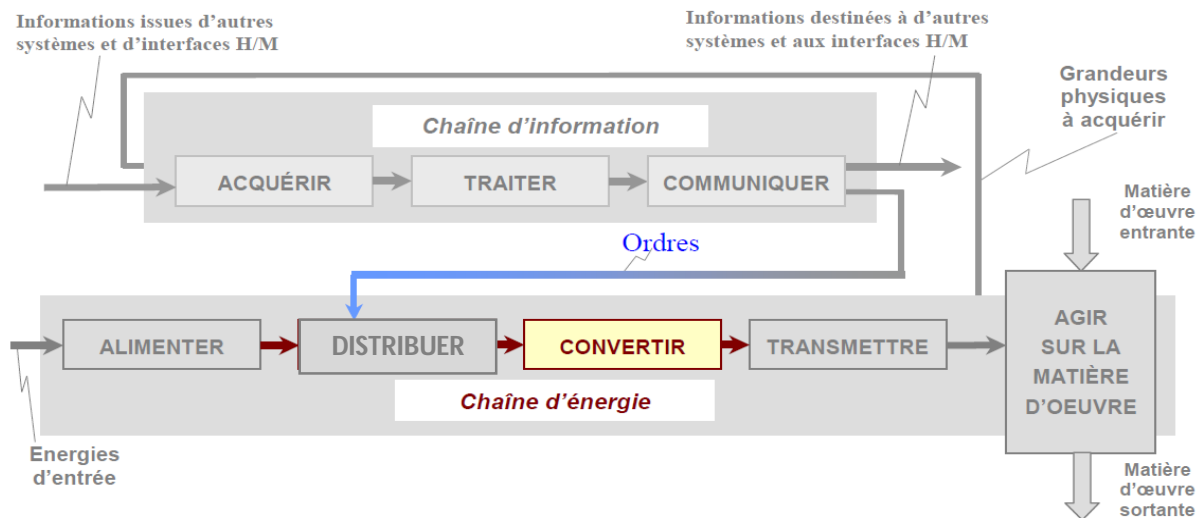 Informations issues d'autres
systèmes et d'interfaces H/M
Informations destinées à d'autres
systèmes et aux interfaces H/M
Grandeurs
physiques
à acquérir
Chaîne d'information
ACQUÉRIR
TRAITER
COMMUNIQUER
Matière
d'œuvre
entrante
Ordres
ALIMENTER
DISTRIBUER
CONVERTIR
TRANSMETTRE
AGIR
SUR LA
MATIÈRE
D'OEUVRE
Chaîne d'énergie
Energies
d'entrée
Matière
d'œuvre
sortante